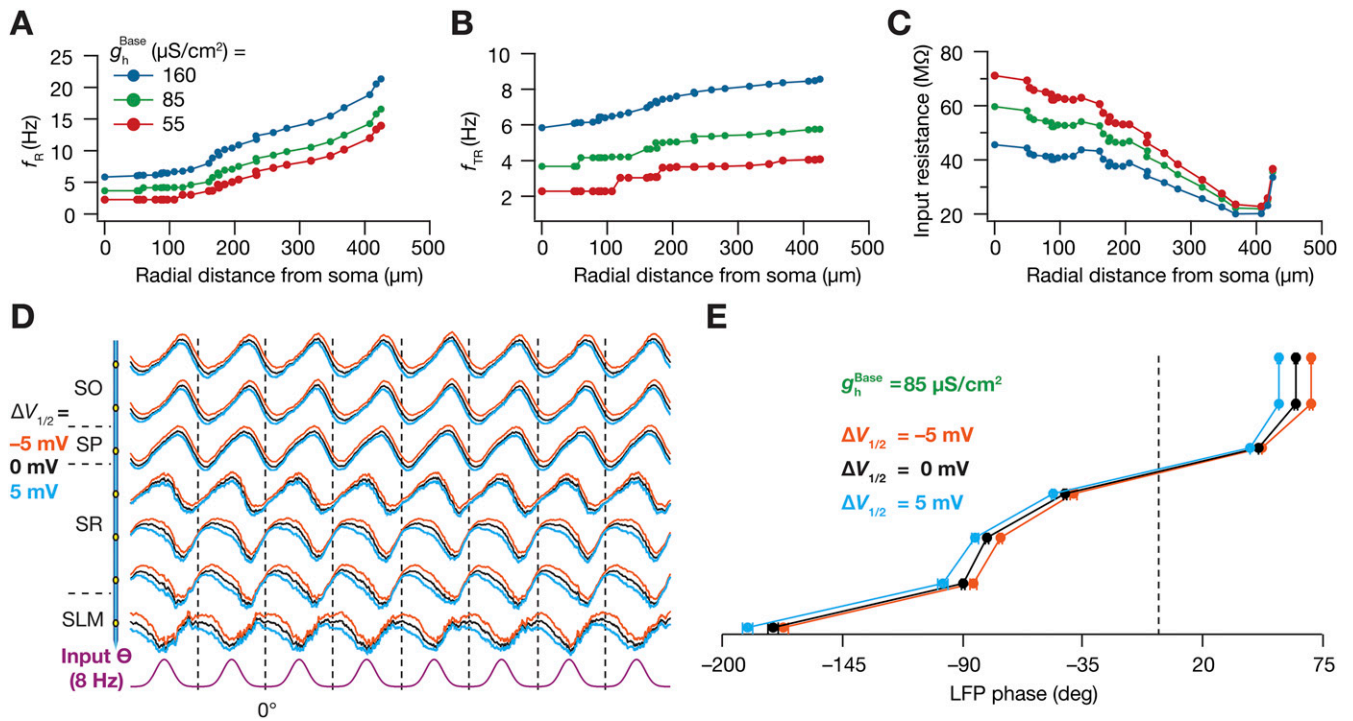 A
g_h^Base (μS/cm²) =
160
85
55
25
20
15
10
5
0
f_R (Hz)
0 100 200 300 400 500
Radial distance from soma (μm)
B
10
8
6
4
2
f_TR (Hz)
0 100 200 300 400 500
Radial distance from soma (μm)
C
80
60
40
20
Input resistance (MΩ)
0 100 200 300 400 500
Radial distance from soma (μm)
D
SO
ΔV_1/2 =
–5 mV
SP
0 mV
5 mV
SR
SLM
Input Θ
(8 Hz)
0°
E
g_h^Base = 85 μS/cm²
ΔV_1/2 = –5 mV
ΔV_1/2 = 0 mV
ΔV_1/2 = 5 mV
–200 –145 –90 –35 20 75
LFP phase (deg)